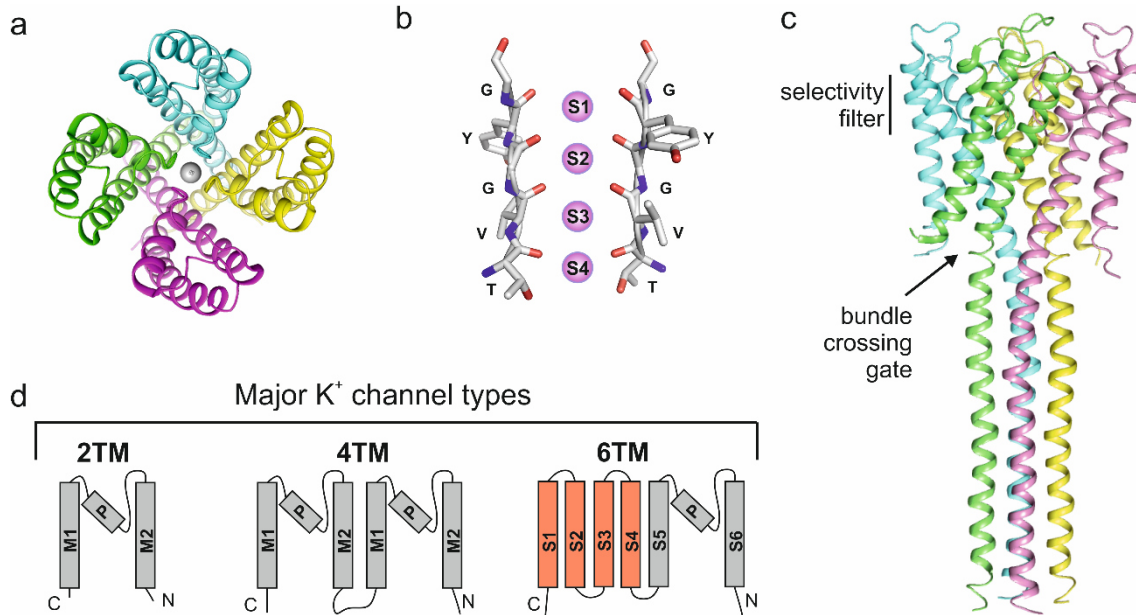 a
b
G
Y
G
V
T
S1
S2
S3
S4
G
Y
G
V
T
c
selectivity
filter
bundle
crossing
gate
d
Major K⁺ channel types
2TM
M1
P
M2
C
N
4TM
M1
P
M2
M1
P
M2
C
N
6TM
S1
S2
S3
S4
S5
P
S6
C
N